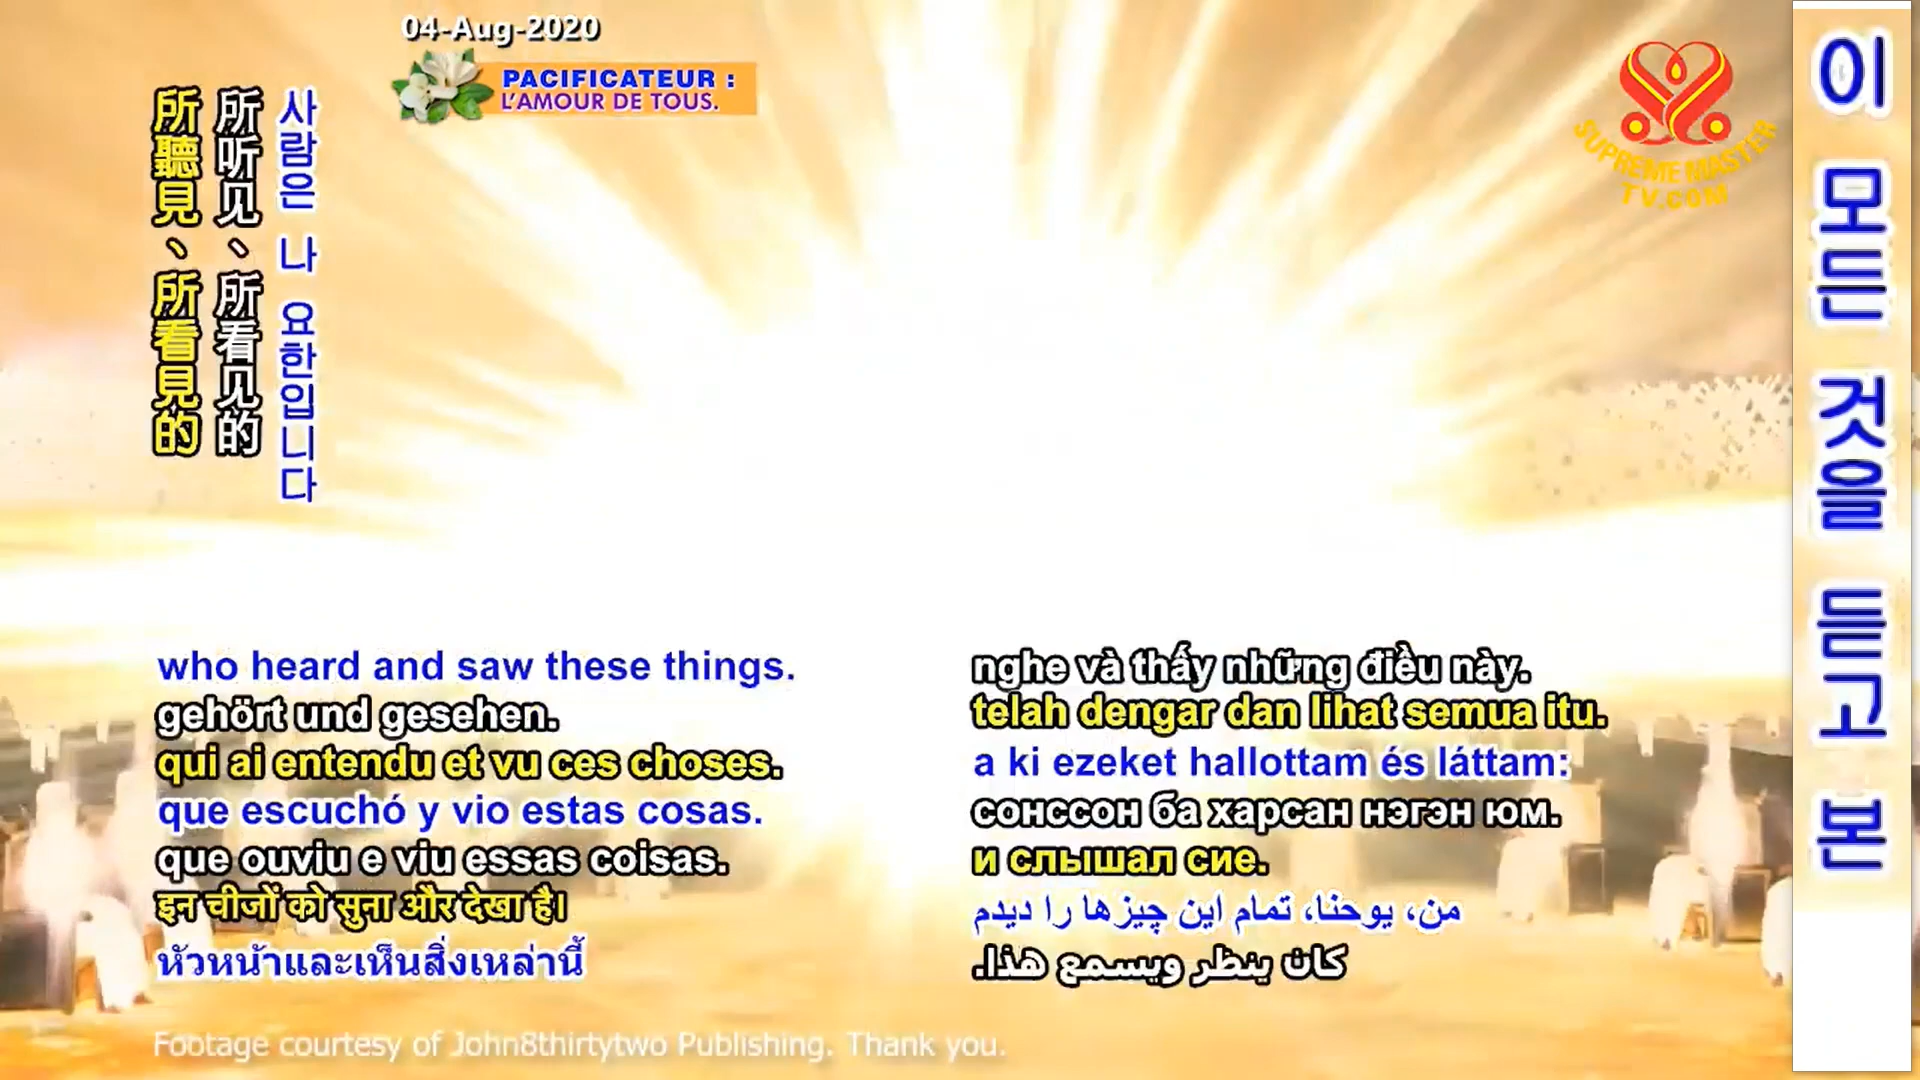 04-Aug-2020
PACIFICATEUR :
L'AMOUR DE TOUS.
SUPREME MASTER
TV.COM
이 모든 것을 듣고 본
사람은 나 요한입니다
所听见、所看见的
所聽見、所看見的
who heard and saw these things.
gehört und gesehen.
qui ai entendu et vu ces choses.
que escuchó y vio estas cosas.
que ouviu e viu essas coisas.
इन चीजों को सुना और देखा है।
หัวหน้าและเห็นสิ่งเหล่านี้
nghe và thấy những điều này.
telah dengar dan lihat semua itu.
a ki ezeket hallottam és láttam:
сонссон ба харсан нэгэн юм.
и слышал сие.
من، یوحنا، تمام این چیزها را دیدم
كان ينظر ويسمع هذا.
Footage courtesy of John8thirtytwo Publishing. Thank you.